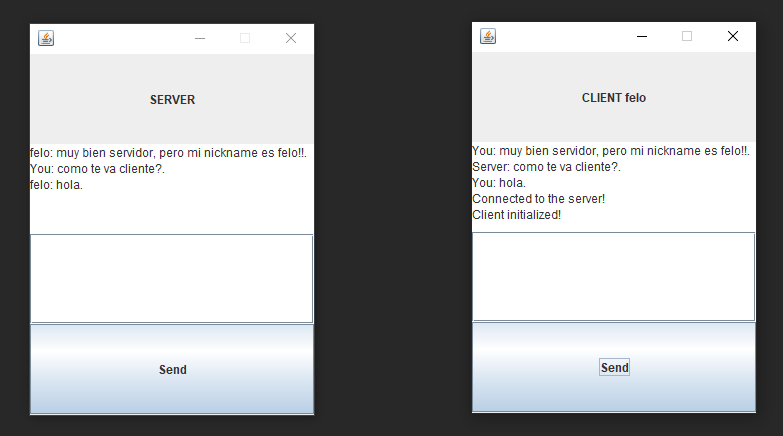 SERVER
felo: muy bien servidor, pero mi nickname es felo!!.
You: como te va cliente?.
felo: hola.
Send
CLIENT felo
You: muy bien servidor, pero mi nickname es felo!!.
Server: como te va cliente?.
You: hola.
Connected to the server!
Client initialized!
Send